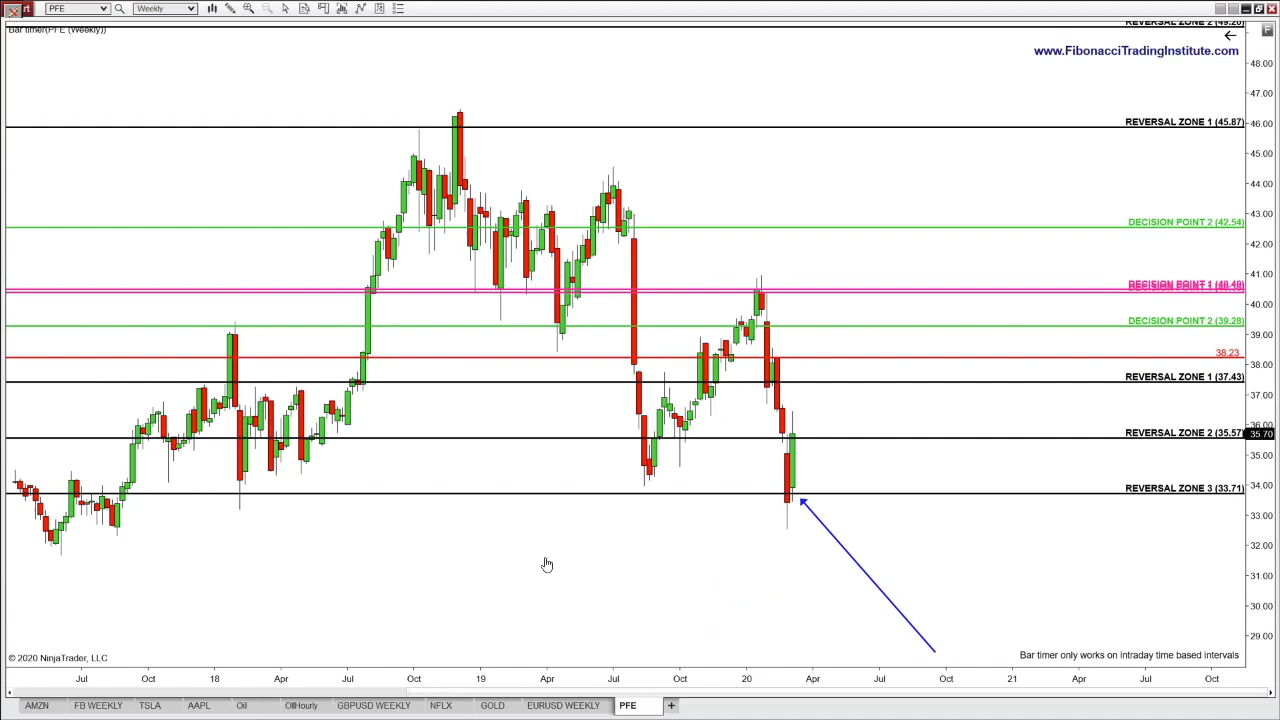 PFE
Weekly
Bar timer(PFE (Weekly))
REVERSAL ZONE 2 (49.20)
F
www.FibonacciTradingInstitute.com
48.00
47.00
REVERSAL ZONE 1 (45.87)
46.00
45.00
44.00
43.00
DECISION POINT 2 (42.54)
42.00
41.00
DECISION POINT 1 (40.49)
40.00
DECISION POINT 2 (39.28)
39.00
38.23
38.00
REVERSAL ZONE 1 (37.43)
37.00
36.00
REVERSAL ZONE 2 (35.57)
35.70
35.00
34.00
REVERSAL ZONE 3 (33.71)
33.00
32.00
31.00
30.00
29.00
© 2020 NinjaTrader, LLC
Bar timer only works on intraday time based intervals
Jul Oct 18 Apr Jul Oct 19 Apr Jul Oct 20 Apr Jul Oct 21 Apr Jul Oct
AMZN FB WEEKLY TSLA AAPL Oil OilHourly GBPUSD WEEKLY NFLX GOLD EURUSD WEEKLY PFE +